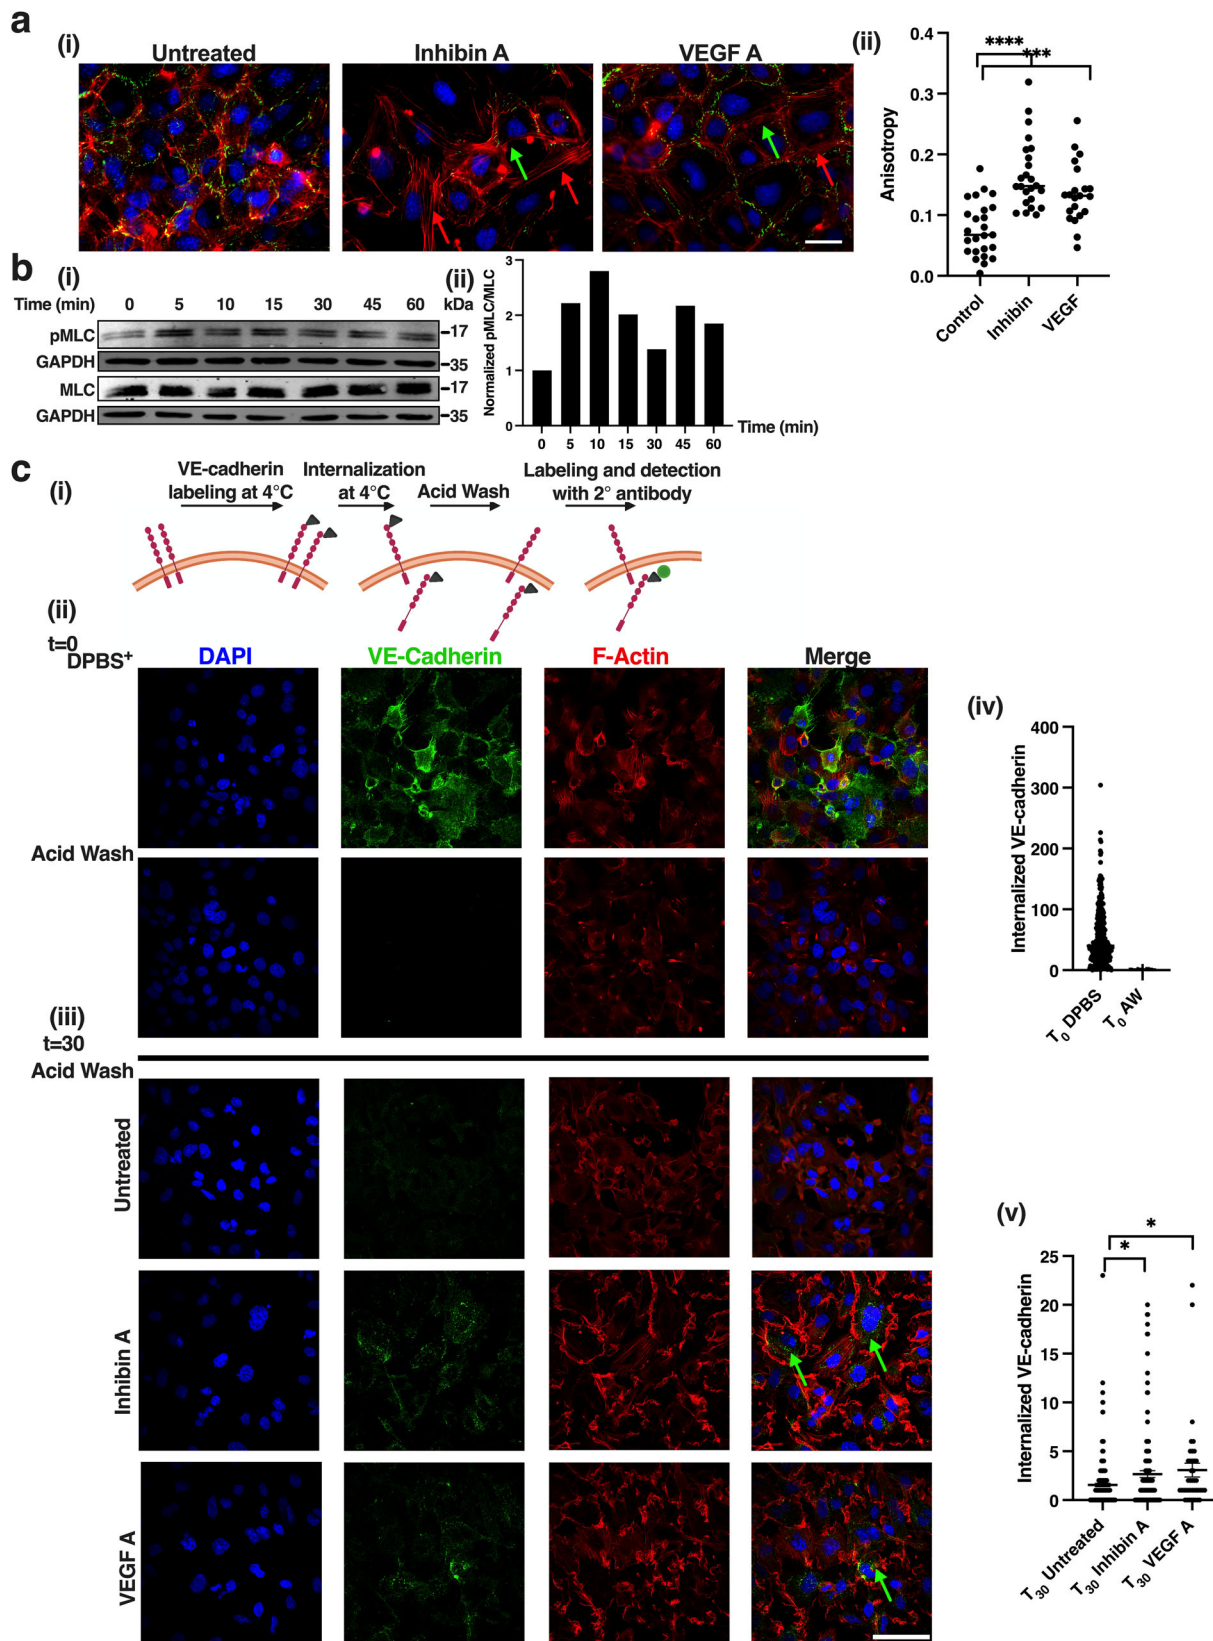 a
(i)
Untreated
Inhibin A
VEGF A
(ii)
Anisotropy
0.4
0.3
0.2
0.1
0.0
****
***
Control
Inhibin
VEGF
b
(i)
Time (min) 0 5 10 15 30 45 60 kDa
pMLC
-17
GAPDH
-35
MLC
-17
GAPDH
-35
(ii)
Normalized pMLC/MLC
3
2
1
0
0 5 10 15 30 45 60
Time (min)
c
(i)
VE-cadherin
labeling at 4°C
Internalization
at 4°C
Acid Wash
Labeling and detection
with 2° antibody
(ii)
t=0
DPBS+
DAPI
VE-Cadherin
F-Actin
Merge
Acid Wash
(iii)
t=30
Acid Wash
Untreated
Inhibin A
VEGF A
(iv)
Internalized VE-cadherin
400
300
200
100
0
T0 DPBS
T0 AW
(v)
Internalized VE-cadherin
25
20
15
10
5
0
*
*
T30 Untreated
T30 Inhibin A
T30 VEGF A